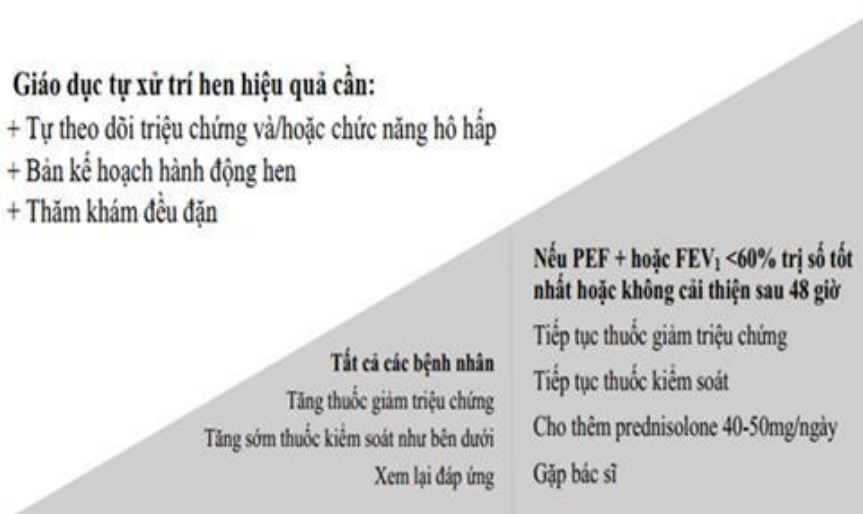 Giáo dục tự xử trí hen hiệu quả cần:
+ Tự theo dõi triệu chứng và/hoặc chức năng hô hấp
+ Bản kế hoạch hành động hen
+ Thăm khám đều đặn
Tất cả các bệnh nhân
Tăng thuốc giảm triệu chứng
Tăng sớm thuốc kiểm soát như bên dưới
Xem lại đáp ứng
Nếu PEF + hoặc FEV₁ <60% trị số tốt
nhất hoặc không cải thiện sau 48 giờ
Tiếp tục thuốc giảm triệu chứng
Tiếp tục thuốc kiểm soát
Cho thêm prednisolone 40-50mg/ngày
Gặp bác sĩ